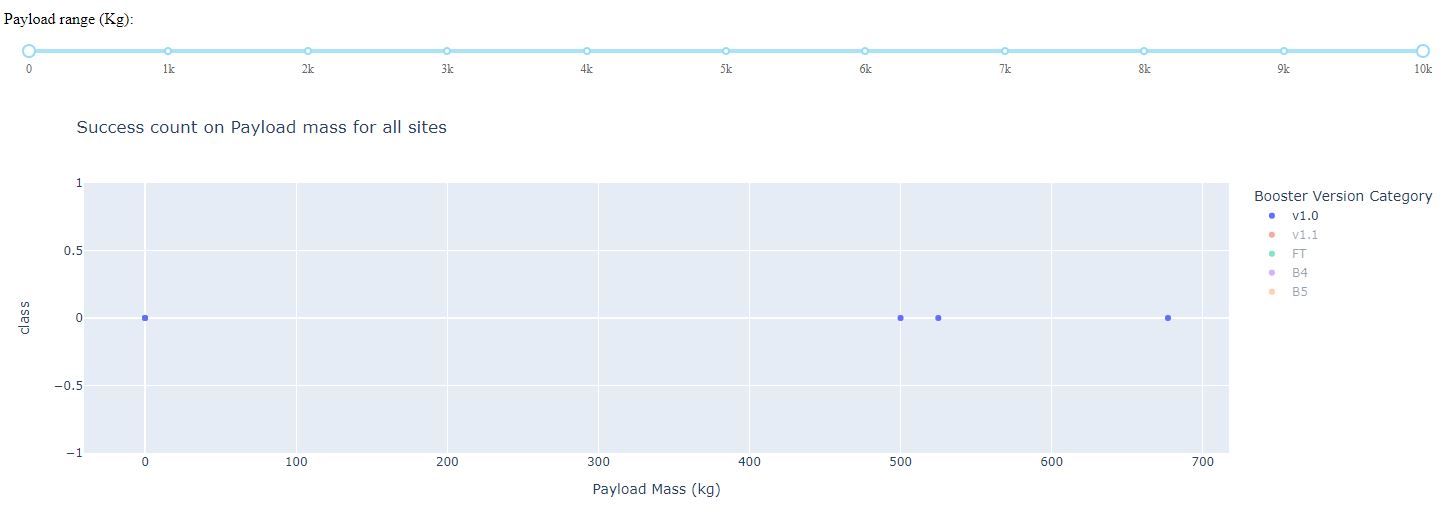 Payload range (Kg):
0 1k 2k 3k 4k 5k 6k 7k 8k 9k 10k
Success count on Payload mass for all sites
1
0.5
0
−0.5
−1
class
0 100 200 300 400 500 600 700
Payload Mass (kg)
Booster Version Category
v1.0
v1.1
FT
B4
B5